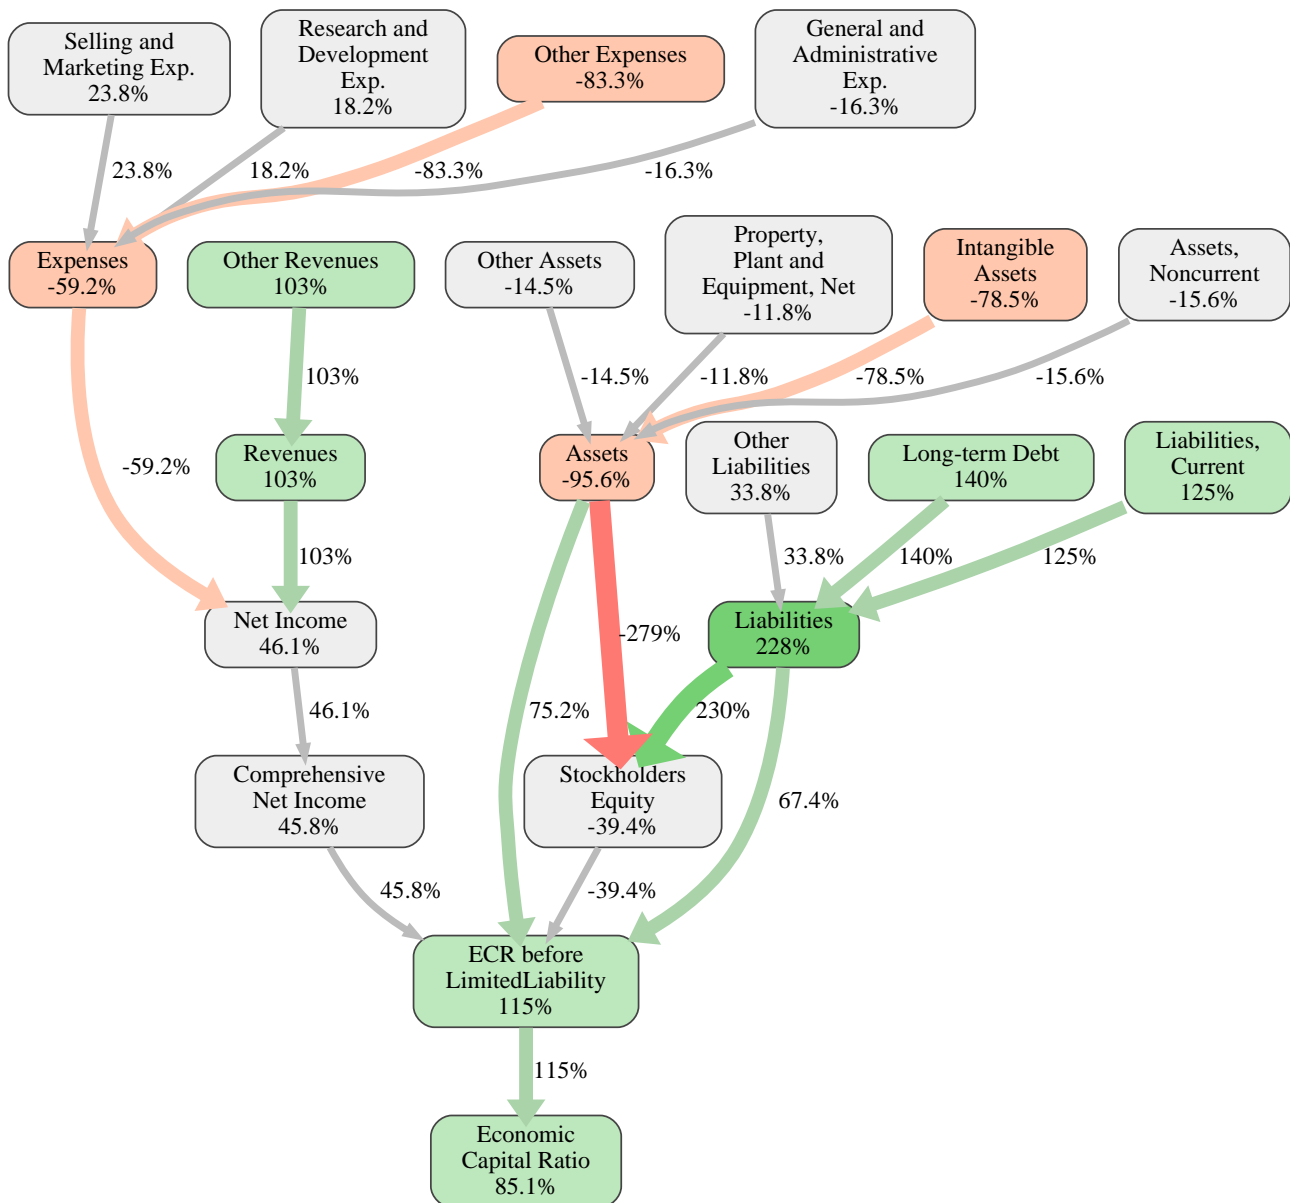 Selling and
Marketing Exp.
23.8%
Research and
Development
Exp.
18.2%
Other Expenses
-83.3%
General and
Administrative
Exp.
-16.3%
23.8%
18.2%
-83.3%
-16.3%
Expenses
-59.2%
Other Revenues
103%
Other Assets
-14.5%
Property,
Plant and
Equipment, Net
-11.8%
Intangible
Assets
-78.5%
Assets,
Noncurrent
-15.6%
103%
-14.5%
-11.8%
-78.5%
-15.6%
-59.2%
Revenues
103%
Assets
-95.6%
Other
Liabilities
33.8%
Long-term Debt
140%
Liabilities,
Current
125%
103%
33.8%
140%
125%
Net Income
46.1%
-279%
Liabilities
228%
46.1%
75.2%
230%
Comprehensive
Net Income
45.8%
Stockholders
Equity
-39.4%
67.4%
45.8%
-39.4%
ECR before
LimitedLiability
115%
115%
Economic
Capital Ratio
85.1%